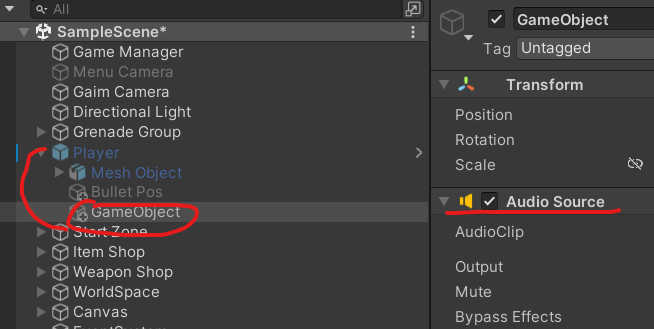 All
SampleScene*
Game Manager
Menu Camera
Gaim Camera
Directional Light
Grenade Group
Player
Mesh Object
Bullet Pos
GameObject
Start Zone
Item Shop
Weapon Shop
WorldSpace
Canvas
EventSystem
GameObject
Tag Untagged
Transform
Position
Rotation
Scale
Audio Source
AudioClip
Output
Mute
Bypass Effects